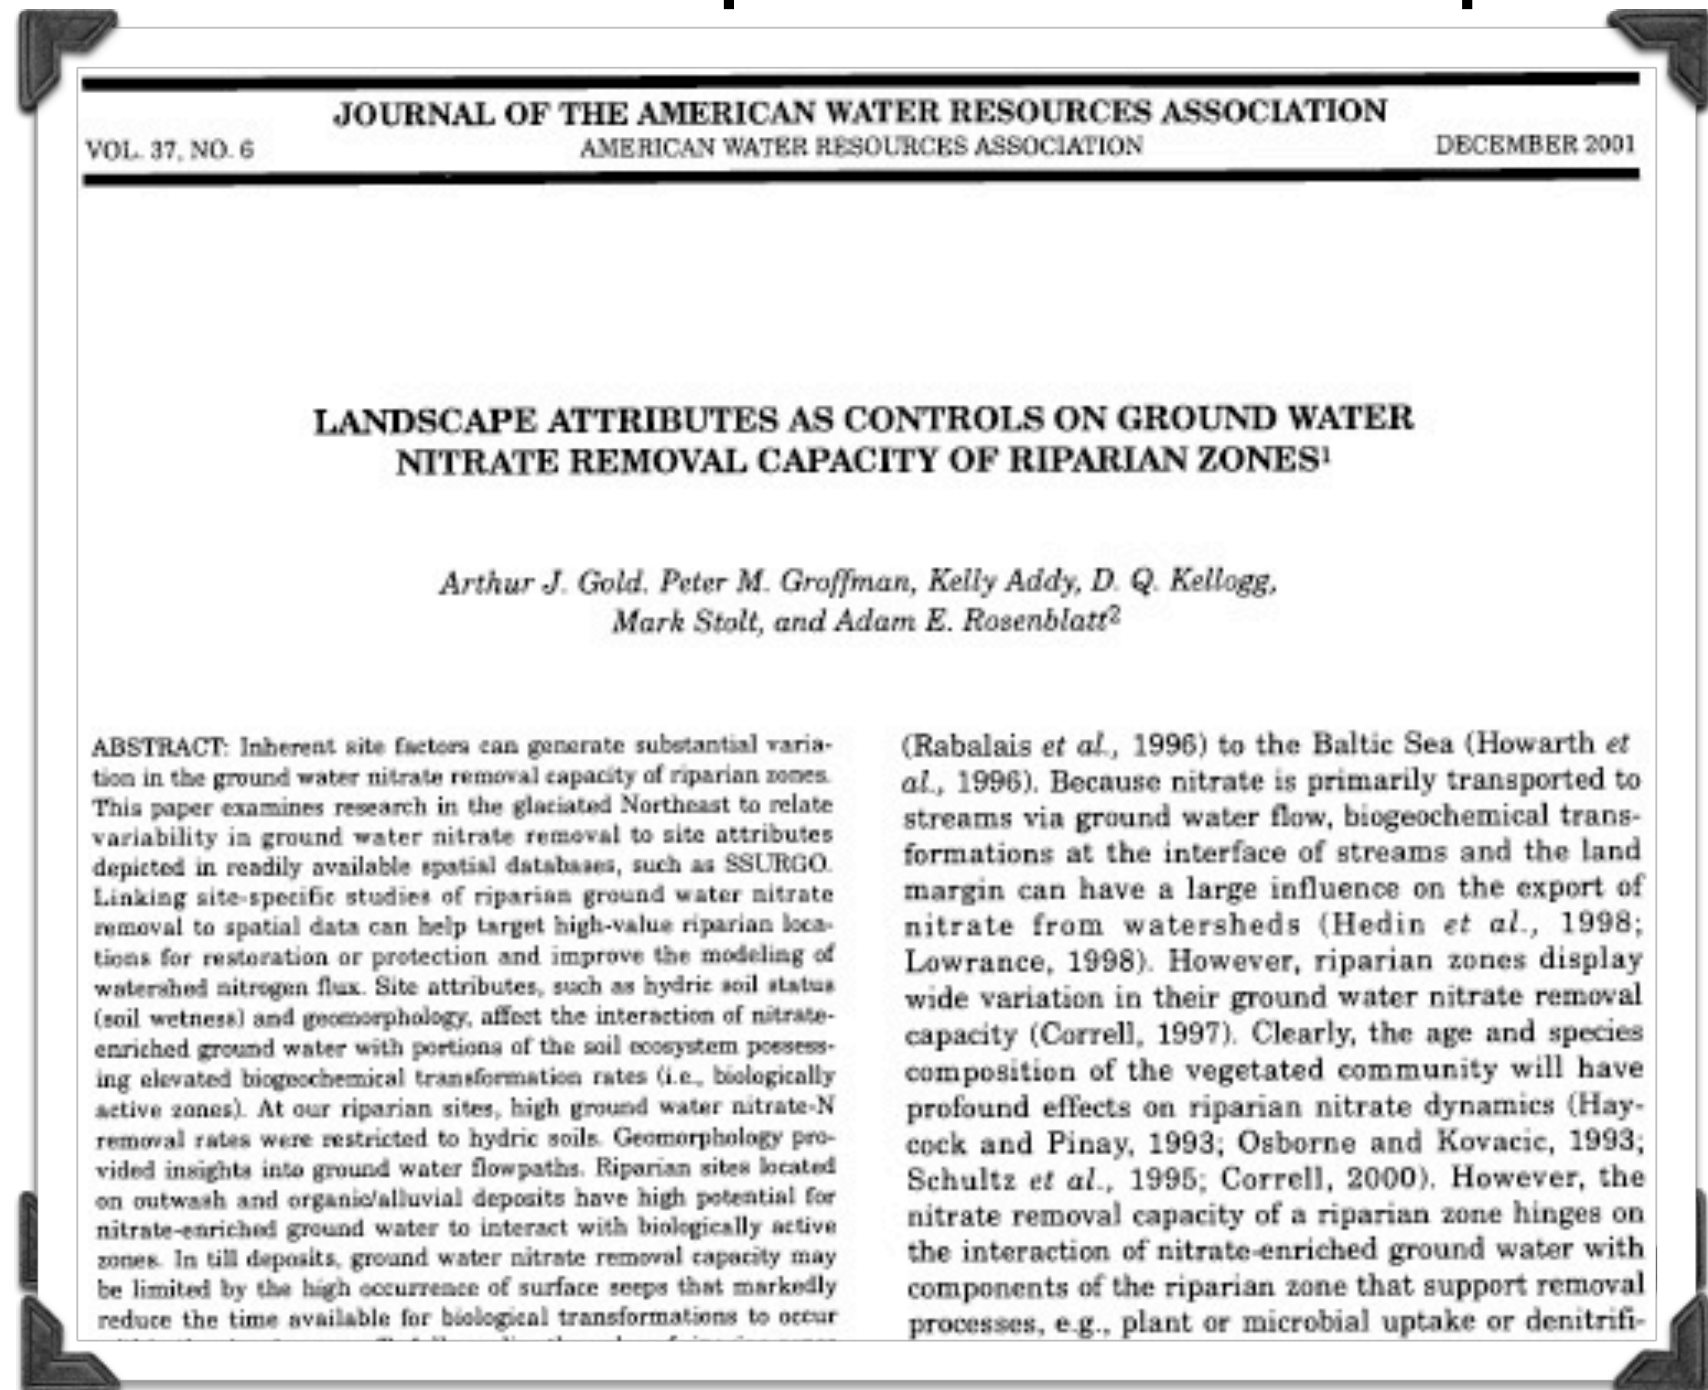 JOURNAL OF THE AMERICAN WATER RESOURCES ASSOCIATION
VOL. 37, NO. 6
AMERICAN WATER RESOURCES ASSOCIATION
DECEMBER 2001
LANDSCAPE ATTRIBUTES AS CONTROLS ON GROUND WATER
NITRATE REMOVAL CAPACITY OF RIPARIAN ZONES¹
Arthur J. Gold. Peter M. Groffman, Kelly Addy, D. Q. Kellogg,
Mark Stolt, and Adam E. Rosenblatt²
ABSTRACT: Inherent site factors can generate substantial varia-
tion in the ground water nitrate removal capacity of riparian zones.
This paper examines research in the glaciated Northeast to relate
variability in ground water nitrate removal to site attributes
depicted in readily available spatial databases, such as SSURGO.
Linking site-specific studies of riparian ground water nitrate
removal to spatial data can help target high-value riparian loca-
tions for restoration or protection and improve the modeling of
watershed nitrogen flux. Site attributes, such as hydric soil status
(soil wetness) and geomorphology, affect the interaction of nitrate-
enriched ground water with portions of the soil ecosystem possess-
ing elevated biogeochemical transformation rates (i.e., biologically
active zones). At our riparian sites, high ground water nitrate-N
removal rates were restricted to hydric soils. Geomorphology pro-
vided insights into ground water flowpaths. Riparian sites located
on outwash and organic/alluvial deposits have high potential for
nitrate-enriched ground water to interact with biologically active
zones. In till deposits, ground water nitrate removal capacity may
be limited by the high occurrence of surface seeps that markedly
reduce the time available for biological transformations to occur
(Rabalais et al., 1996) to the Baltic Sea (Howarth et
al., 1996). Because nitrate is primarily transported to
streams via ground water flow, biogeochemical trans-
formations at the interface of streams and the land
margin can have a large influence on the export of
nitrate from watersheds (Hedin et al., 1998;
Lowrance, 1998). However, riparian zones display
wide variation in their ground water nitrate removal
capacity (Correll, 1997). Clearly, the age and species
composition of the vegetated community will have
profound effects on riparian nitrate dynamics (Hay-
cock and Pinay, 1993; Osborne and Kovacic, 1993;
Schultz et al., 1995; Correll, 2000). However, the
nitrate removal capacity of a riparian zone hinges on
the interaction of nitrate-enriched ground water with
components of the riparian zone that support removal
processes, e.g., plant or microbial uptake or denitrifi-